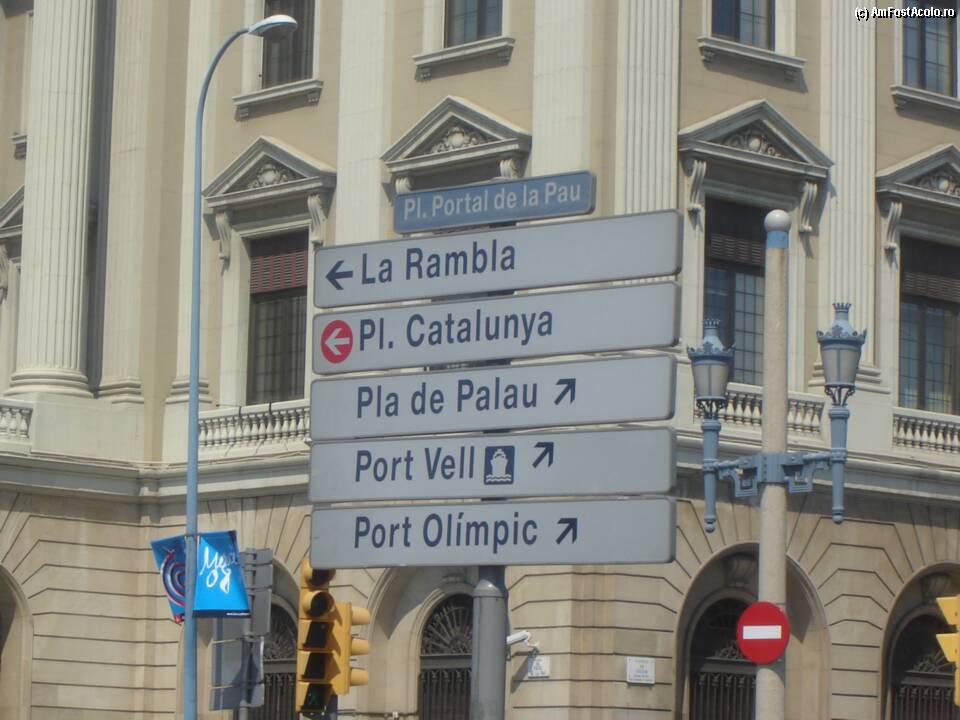 (c) AmFostAcolo.ro
Pl. Portal de la Pau
La Rambla
Pl. Catalunya
Pla de Palau
Port Vell
Port Olímpic